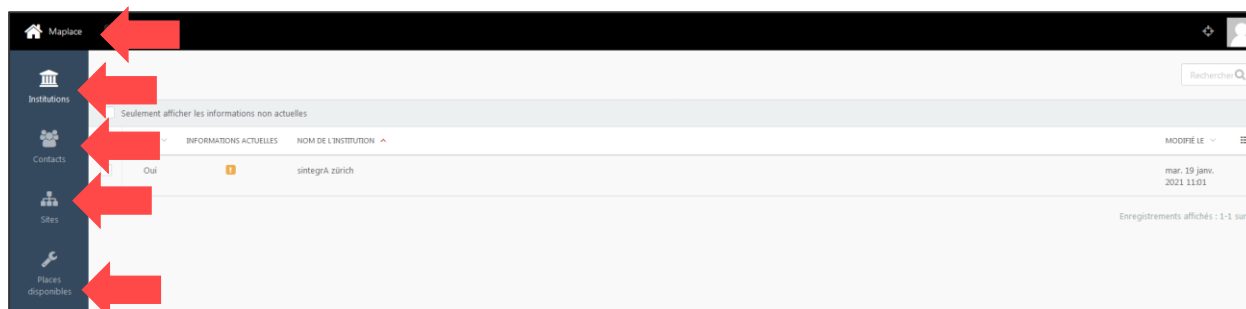 Maplace
Institutions
Rechercher
Seulement afficher les informations non actuelles
INFORMATIONS ACTUELLES
NOM DE L'INSTITUTION
MODIFIÉ LE
Contacts
Oui
sintegrA zürich
mar. 19 janv.
2021 11:01
Sites
Enregistrements affichés : 1-1 sur
Places
disponibles